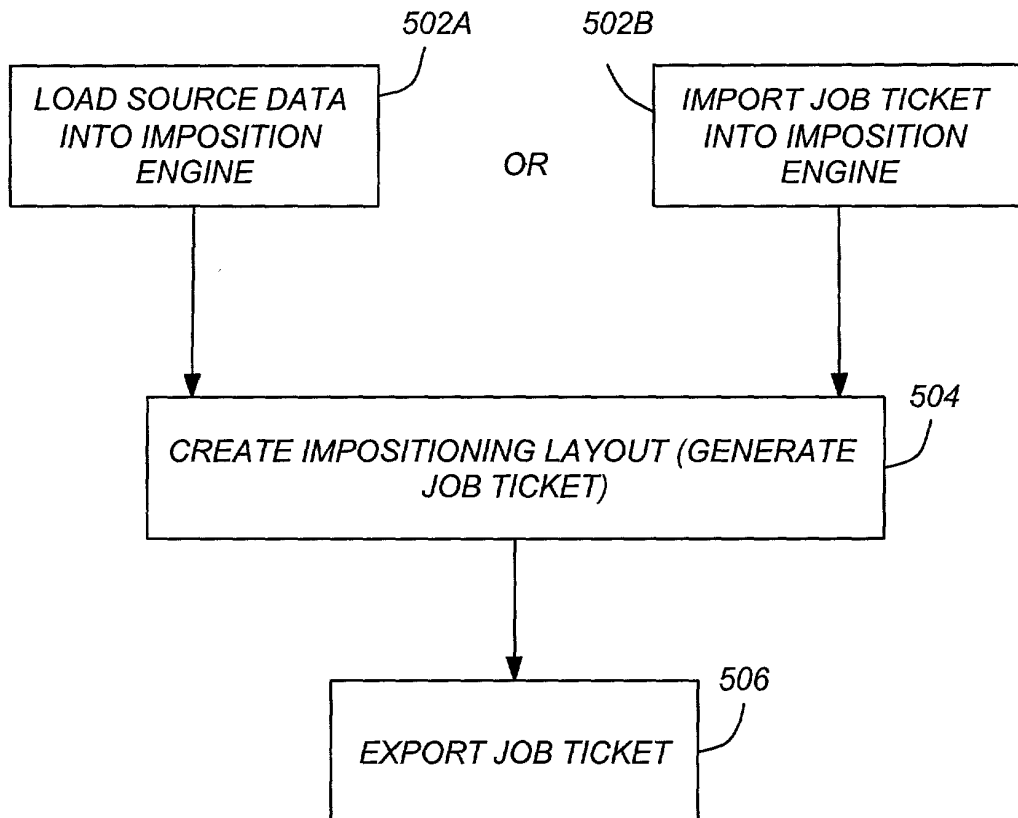 502A
502B
LOAD SOURCE DATA
INTO IMPOSITION
ENGINE
OR
IMPORT JOB TICKET
INTO IMPOSITION
ENGINE
504
CREATE IMPOSITIONING LAYOUT (GENERATE
JOB TICKET)
506
EXPORT JOB TICKET